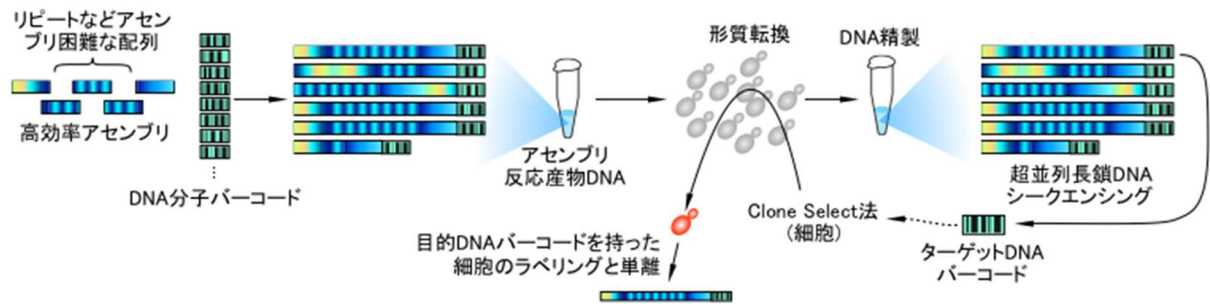 リピートなどアセン
ブリ困難な配列
高効率アセンブリ
DNA分子バーコード
アセンブリ
反応産物DNA
形質転換
DNA精製
超並列長鎖DNA
シークエンシング
Clone Select法
(細胞)
ターゲットDNA
バーコード
目的DNAバーコードを持った
細胞のラベリングと単離